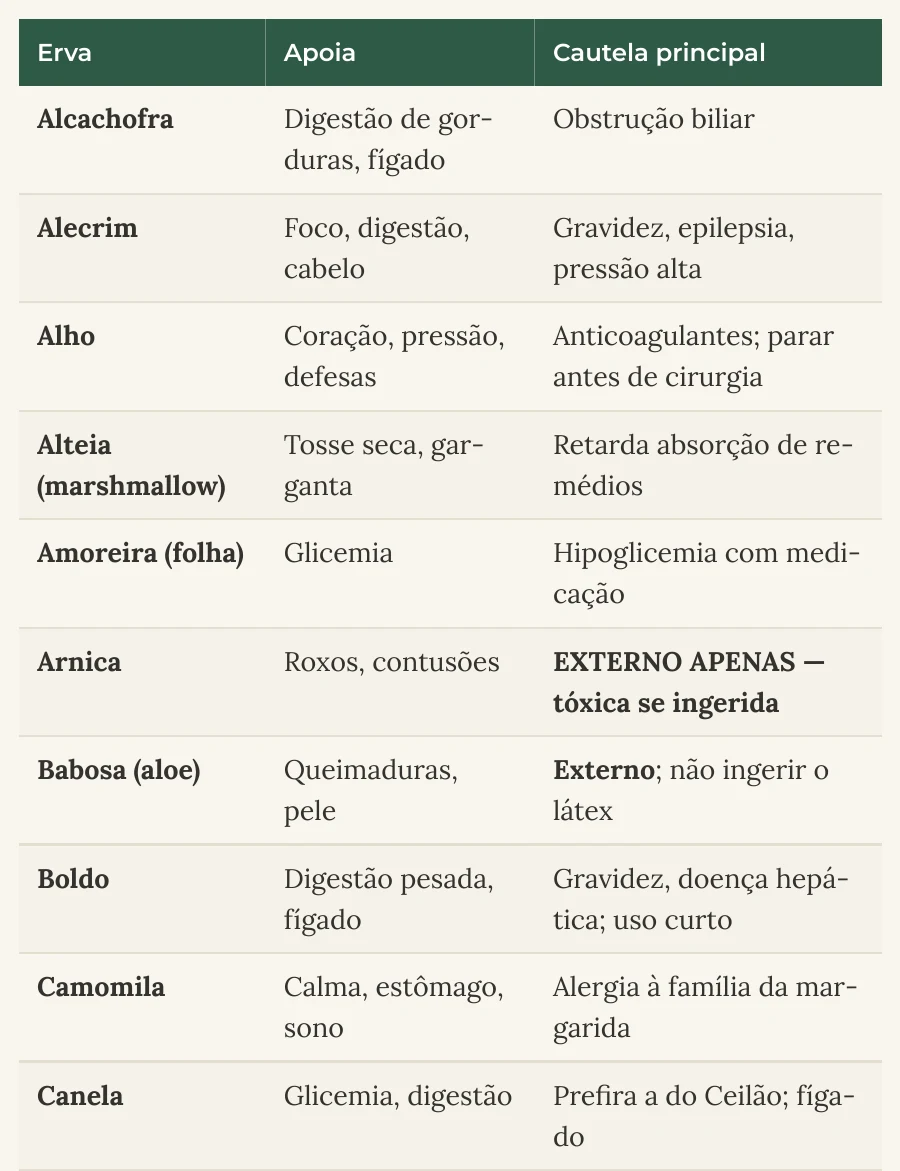 Erva Apoia Cautela principal
Alcachofra Digestão de gor- Obstrução biliar
duras, fígado
Alecrim Foco, digestão, Gravidez, epilepsia,
cabelo pressão alta
Alho Coração, pressão, Anticoagulantes; parar
defesas antes de cirurgia
Alteia Tosse seca, gar- Retarda absorção de re-
(marshmallow) ganta médios
Amoreira (folha) Glicemia Hipoglicemia com medi-
cação
Arnica Roxos, contusões EXTERNO APENAS —
tóxica se ingerida
Babosa (aloe) Queimaduras, Externo; não ingerir o
pele látex
Boldo Digestão pesada, Gravidez, doença hepá-
fígado tica; uso curto
Camomila Calma, estômago, Alergia à família da mar-
sono garida
Canela Glicemia, digestão Prefira a do Ceilão; fíga-
do